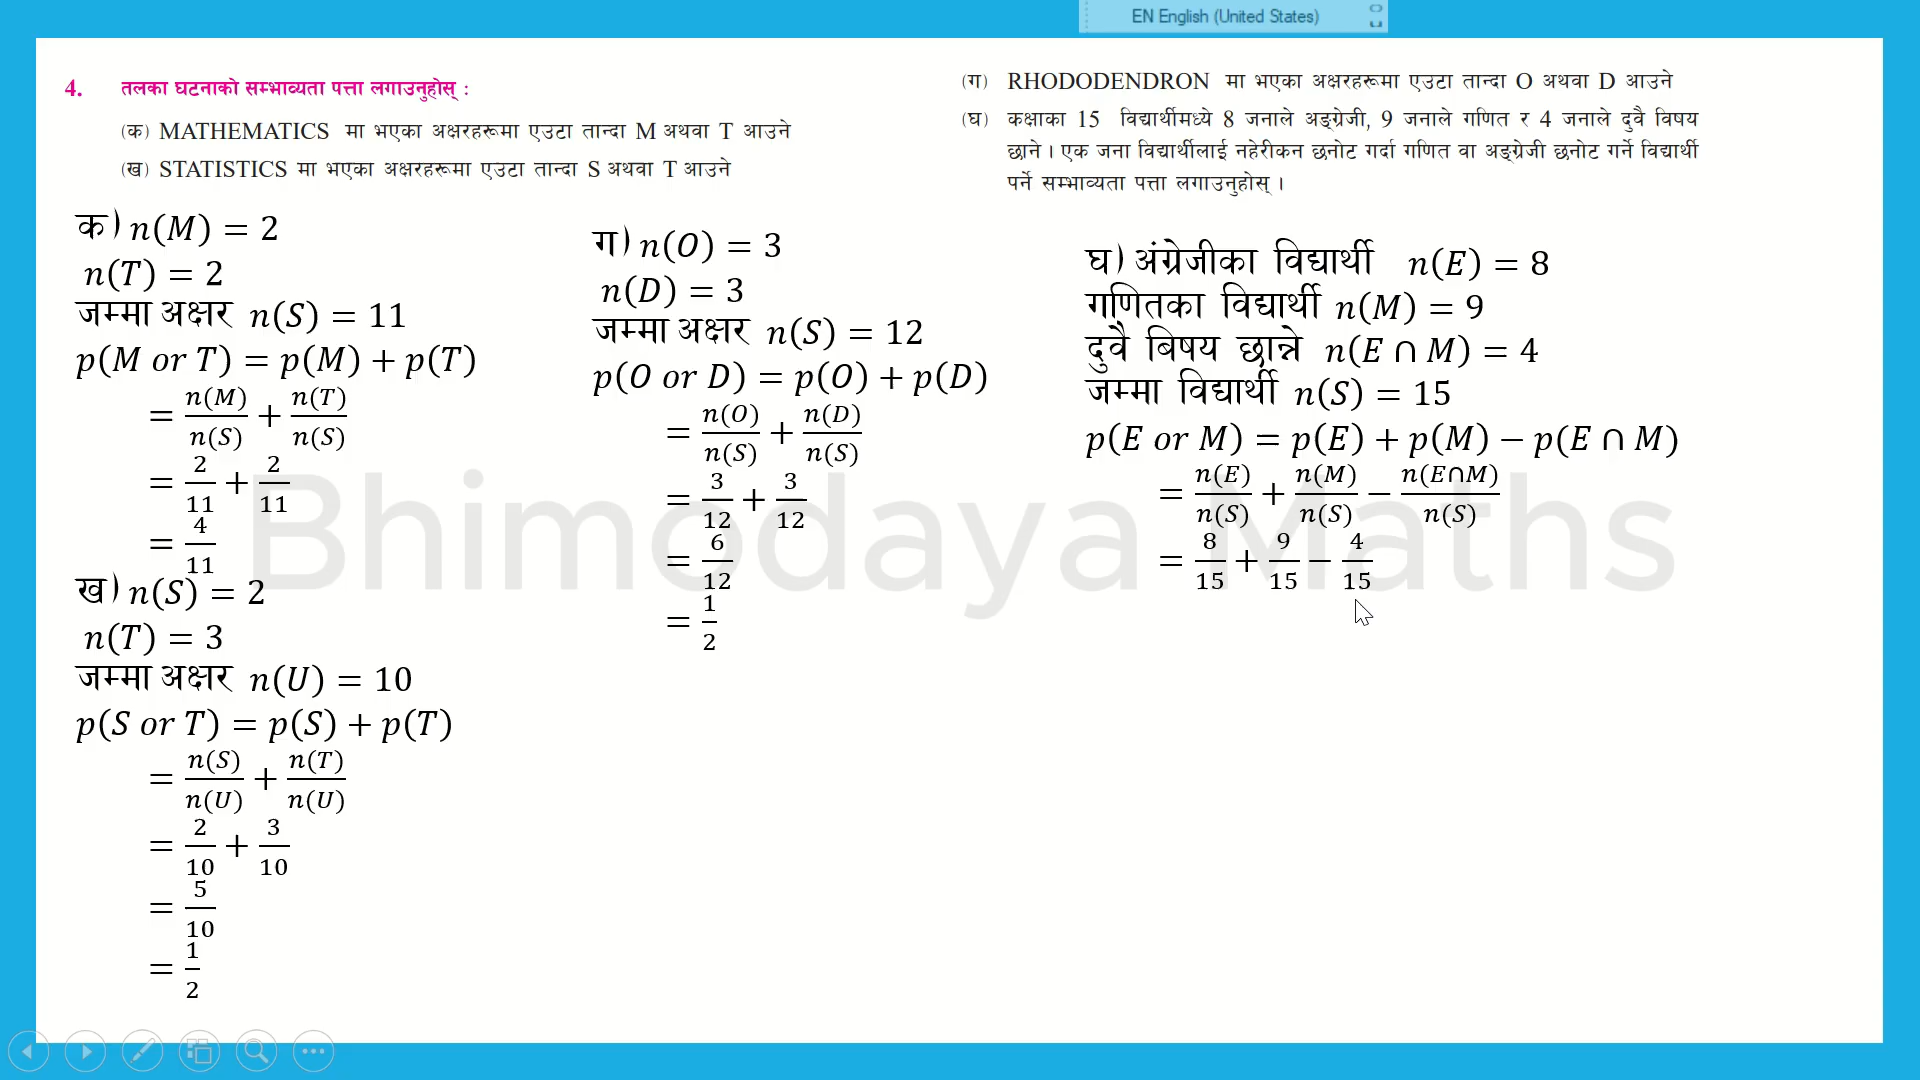 EN English (United States)
4. तलका घटनाको सम्भाव्यता पत्ता लगाउनुहोस् :
(क) MATHEMATICS मा भएका अक्षरहरूमा एउटा तान्दा M अथवा T आउने
(ख) STATISTICS मा भएका अक्षरहरूमा एउटा तान्दा S अथवा T आउने
(ग) RHODODENDRON मा भएका अक्षरहरूमा एउटा तान्दा O अथवा D आउने
(घ) कक्षाका 15 विद्यार्थीमध्ये 8 जनाले अङ्ग्रेजी, 9 जनाले गणित र 4 जनाले दुवै विषय
छाने । एक जना विद्यार्थीलाई नहेरीकन छनोट गर्दा गणित वा अङ्ग्रेजी छनोट गर्ने विद्यार्थी
पर्ने सम्भाव्यता पत्ता लगाउनुहोस् ।
क) n(M) = 2
n(T) = 2
जम्मा अक्षर n(S) = 11
p(M or T) = p(M) + p(T)
= n(M)/n(S) + n(T)/n(S)
= 2/11 + 2/11
= 4/11
ख) n(S) = 2
n(T) = 3
जम्मा अक्षर n(U) = 10
p(S or T) = p(S) + p(T)
= n(S)/n(U) + n(T)/n(U)
= 2/10 + 3/10
= 5/10
= 1/2
ग) n(O) = 3
n(D) = 3
जम्मा अक्षर n(S) = 12
p(O or D) = p(O) + p(D)
= n(O)/n(S) + n(D)/n(S)
= 3/12 + 3/12
= 6/12
= 1/2
घ) अंग्रेजीका विद्यार्थी n(E) = 8
गणितका विद्यार्थी n(M) = 9
दुवै बिषय छान्ने n(E ∩ M) = 4
जम्मा विद्यार्थी n(S) = 15
p(E or M) = p(E) + p(M) − p(E ∩ M)
= n(E)/n(S) + n(M)/n(S) − n(E∩M)/n(S)
= 8/15 + 9/15 − 4/15
Bhimodaya Maths